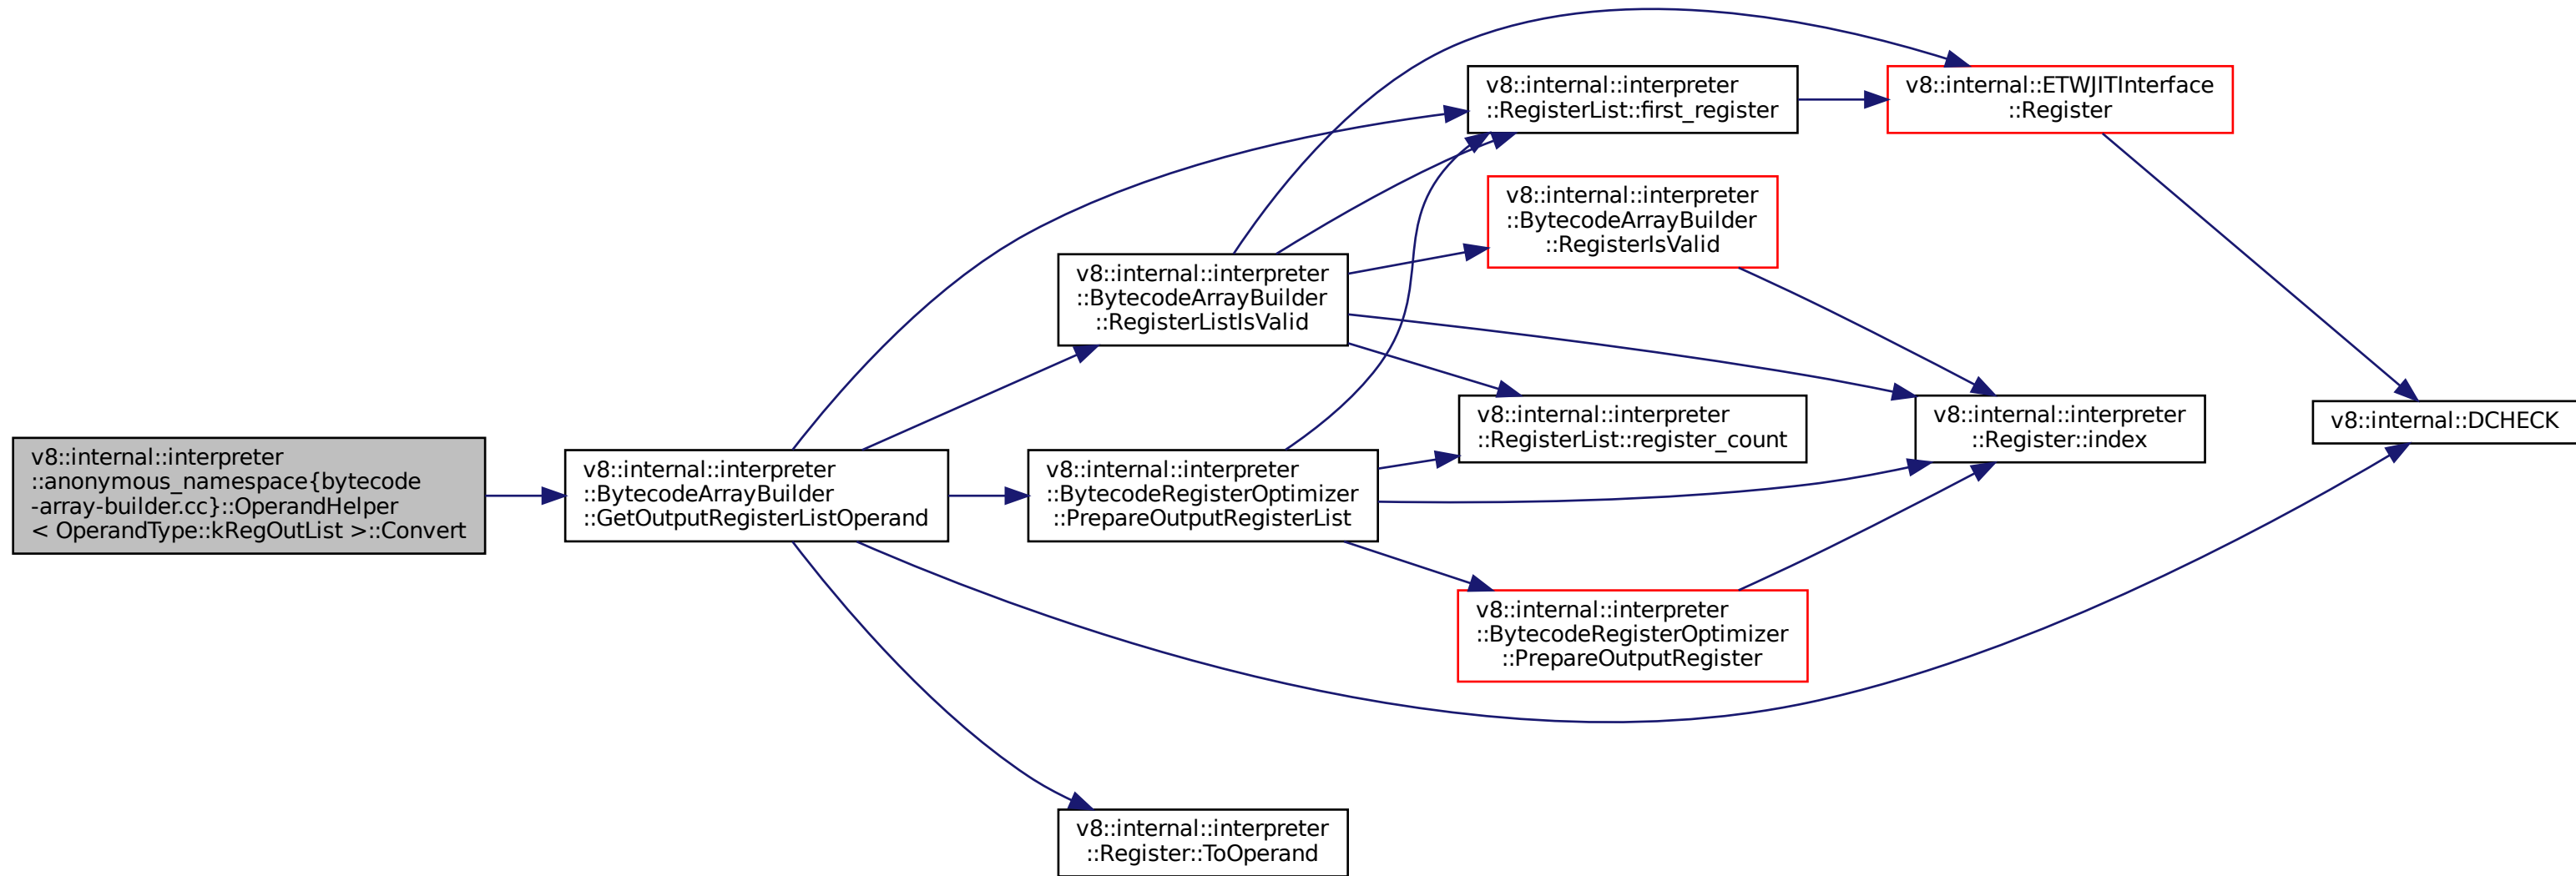 v8::internal::interpreter
::anonymous_namespace{bytecode
-array-builder.cc}::OperandHelper
< OperandType::kRegOutList >::Convert
v8::internal::interpreter
::BytecodeArrayBuilder
::GetOutputRegisterListOperand
v8::internal::interpreter
::BytecodeArrayBuilder
::RegisterListIsValid
v8::internal::interpreter
::BytecodeRegisterOptimizer
::PrepareOutputRegisterList
v8::internal::interpreter
::Register::ToOperand
v8::internal::interpreter
::RegisterList::first_register
v8::internal::interpreter
::BytecodeArrayBuilder
::RegisterIsValid
v8::internal::interpreter
::RegisterList::register_count
v8::internal::interpreter
::BytecodeRegisterOptimizer
::PrepareOutputRegister
v8::internal::ETWJITInterface
::Register
v8::internal::interpreter
::Register::index
v8::internal::DCHECK